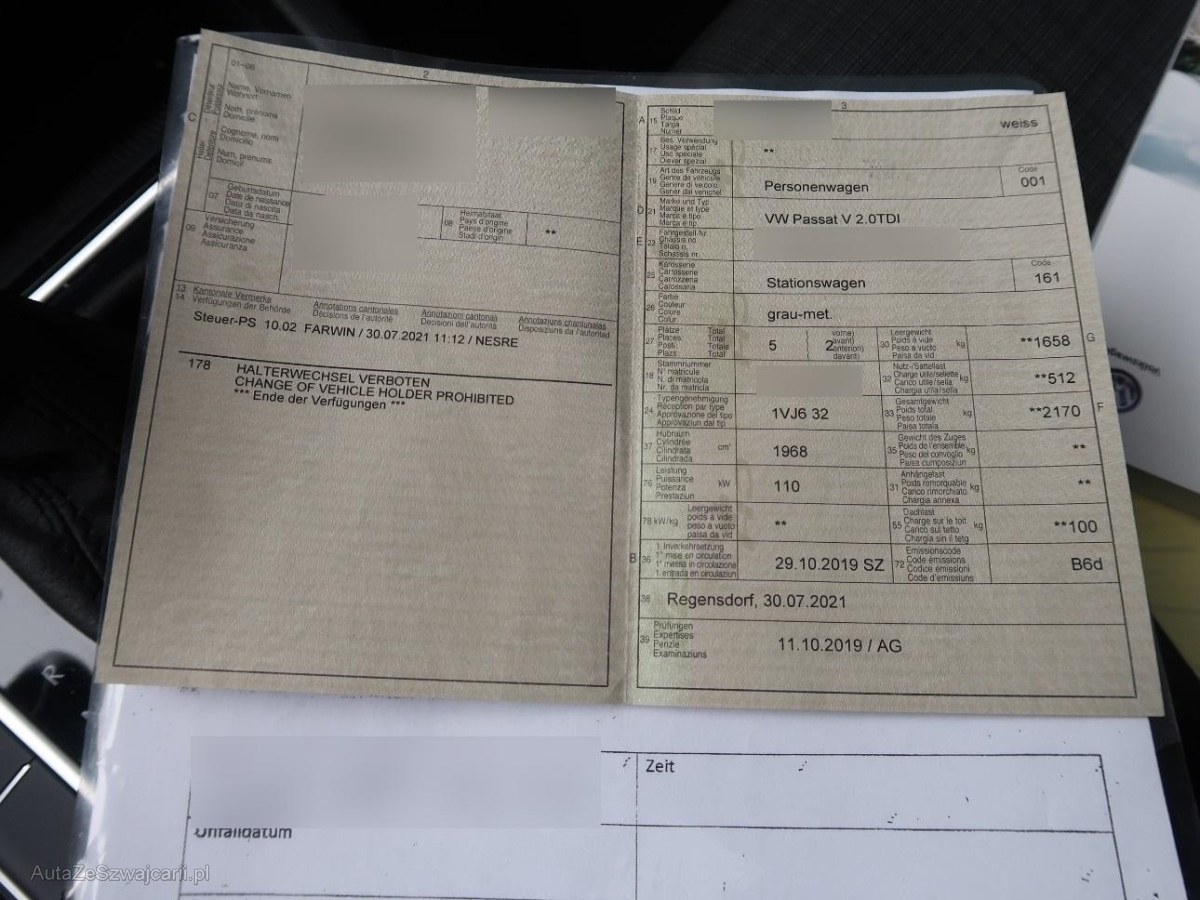 2
01-06
C
Name, Vornamen
Wohnort
Nom, prénoms
Domicile
Cognome, nomi
Domicilio
Num, prenums
Domicil
07
Geburtsdatum
Date de naissance
Data di nascita
Data da nasch.
08
Heimatstaat
Pays d'origine
Paese d'origine
Stadi d'origin
**
09
Versicherung
Assurance
Assicurazione
Assicuranza
13
14
Kantonale Vermerke
Verfügungen der Behörde
Annotations cantonales
Décisions de l'autorité
Annotazioni cantonali
Decisioni dell'autorità
Annotaziuns chantunalas
Disposiziuns da l'autoritad
Steuer-PS 10.02 FARWIN / 30.07.2021 11:12 / NESRE
178
HALTERWECHSEL VERBOTEN
CHANGE OF VEHICLE HOLDER PROHIBITED
*** Ende der Verfügungen ***
3
A
15
Schild
Plaque
Targa
Numer
weiss
17
Bes. Verwendung
Usage spécial
Uso speciale
Diever spezial
**
19
Art des Fahrzeugs
Genre de véhicule
Genere di veicolo
Gener dal vehichel
Personenwagen
Code
001
D
21
Marke und Typ
Marque et type
Marca e tipo
Marca e tip
VW Passat V 2.0TDI
E
23
Fahrgestell-Nr.
Châssis no
Telaio n.
Schassis nr.
25
Karosserie
Carrosserie
Carrozzeria
Carossaria
Stationswagen
Code
161
26
Farbe
Couleur
Colore
Colur
grau-met.
27
Plätze Total
Places Total
Posti Totale
Plazs Total
5
2
vorne)
avant)
anteriori)
davant)
30
Leergewicht
Poids à vide
Peso a vuoto
Paisa da vid
kg
**1658
G
18
Stammnummer
N° matricule
N. di matricola
Nr. da matricla
32
Nutz-/Sattellast
Charge utile/sellette
Carico utile/sella
Chargia utila/sella
kg
**512
24
Typengenehmigung
Réception par type
Approvazione del tipo
Approvaziun dal tip
1VJ6 32
33
Gesamtgewicht
Poids total
Peso totale
Paisa totala
kg
**2170
F
37
Hubraum
Cylindrée
Cilindrata
Cilindrada
cm³
1968
35
Gewicht des Zuges
Poids de l'ensemble
Peso del convoglio
Paisa cumposiziun
kg
**
76
Leistung
Puissance
Potenza
Prestaziun
kW
110
31
Anhängelast
Poids remorquable
Carico rimorchiato
Chargia annexa
kg
**
78 kW/kg
Leergewicht
poids à vide
peso a vuoto
paisa da vid
**
55
Dachlast
Charge sur le toit
Carico sul tetto
Chargia sin il tetg
kg
**100
B
36
1. Inverkehrsetzung
1re mise en circulation
1a messa in circolazione
1. entrada en circulaziun
29.10.2019 SZ
72
Emissionscode
Code émissions
Codice emissioni
Code d'emissiuns
B6d
38
Regensdorf, 30.07.2021
39
Prüfungen
Expertises
Perizie
Examinaziuns
11.10.2019 / AG
Zeit
Unfalldatum
R
AutaZeSzwajcarii.pl